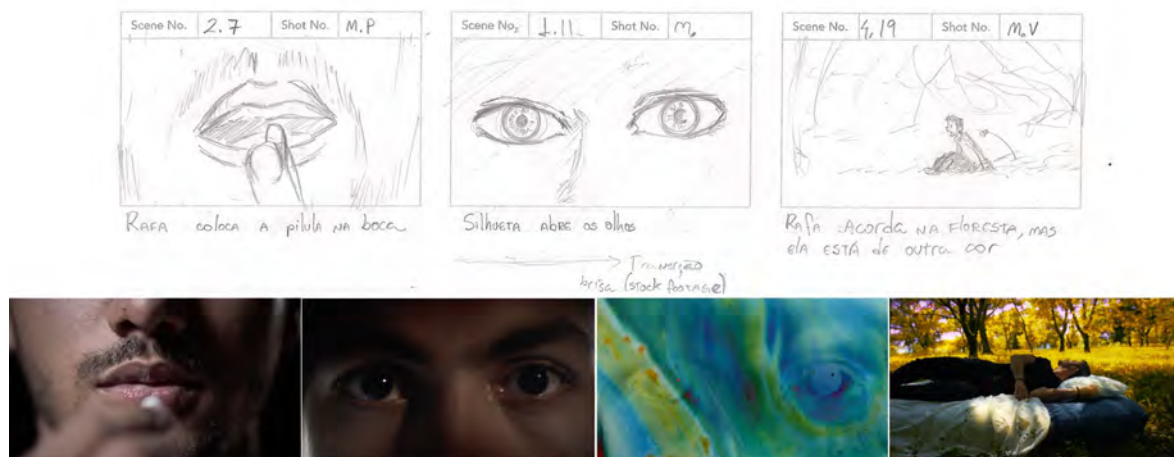 Scene No. 2.7 Shot No. M.P
Scene No. 1.11 Shot No. M.
Scene No. 4,19 Shot No. M.V
RAFA COLOCA A PÍLULA NA BOCA
SILHUETA ABRE OS OLHOS
RAFA ACORDA NA FLORESTA, MAS
ELA ESTÁ DE OUTRA COR
TRANSIÇÃO
BRISA (STOCK FOOTAGE)